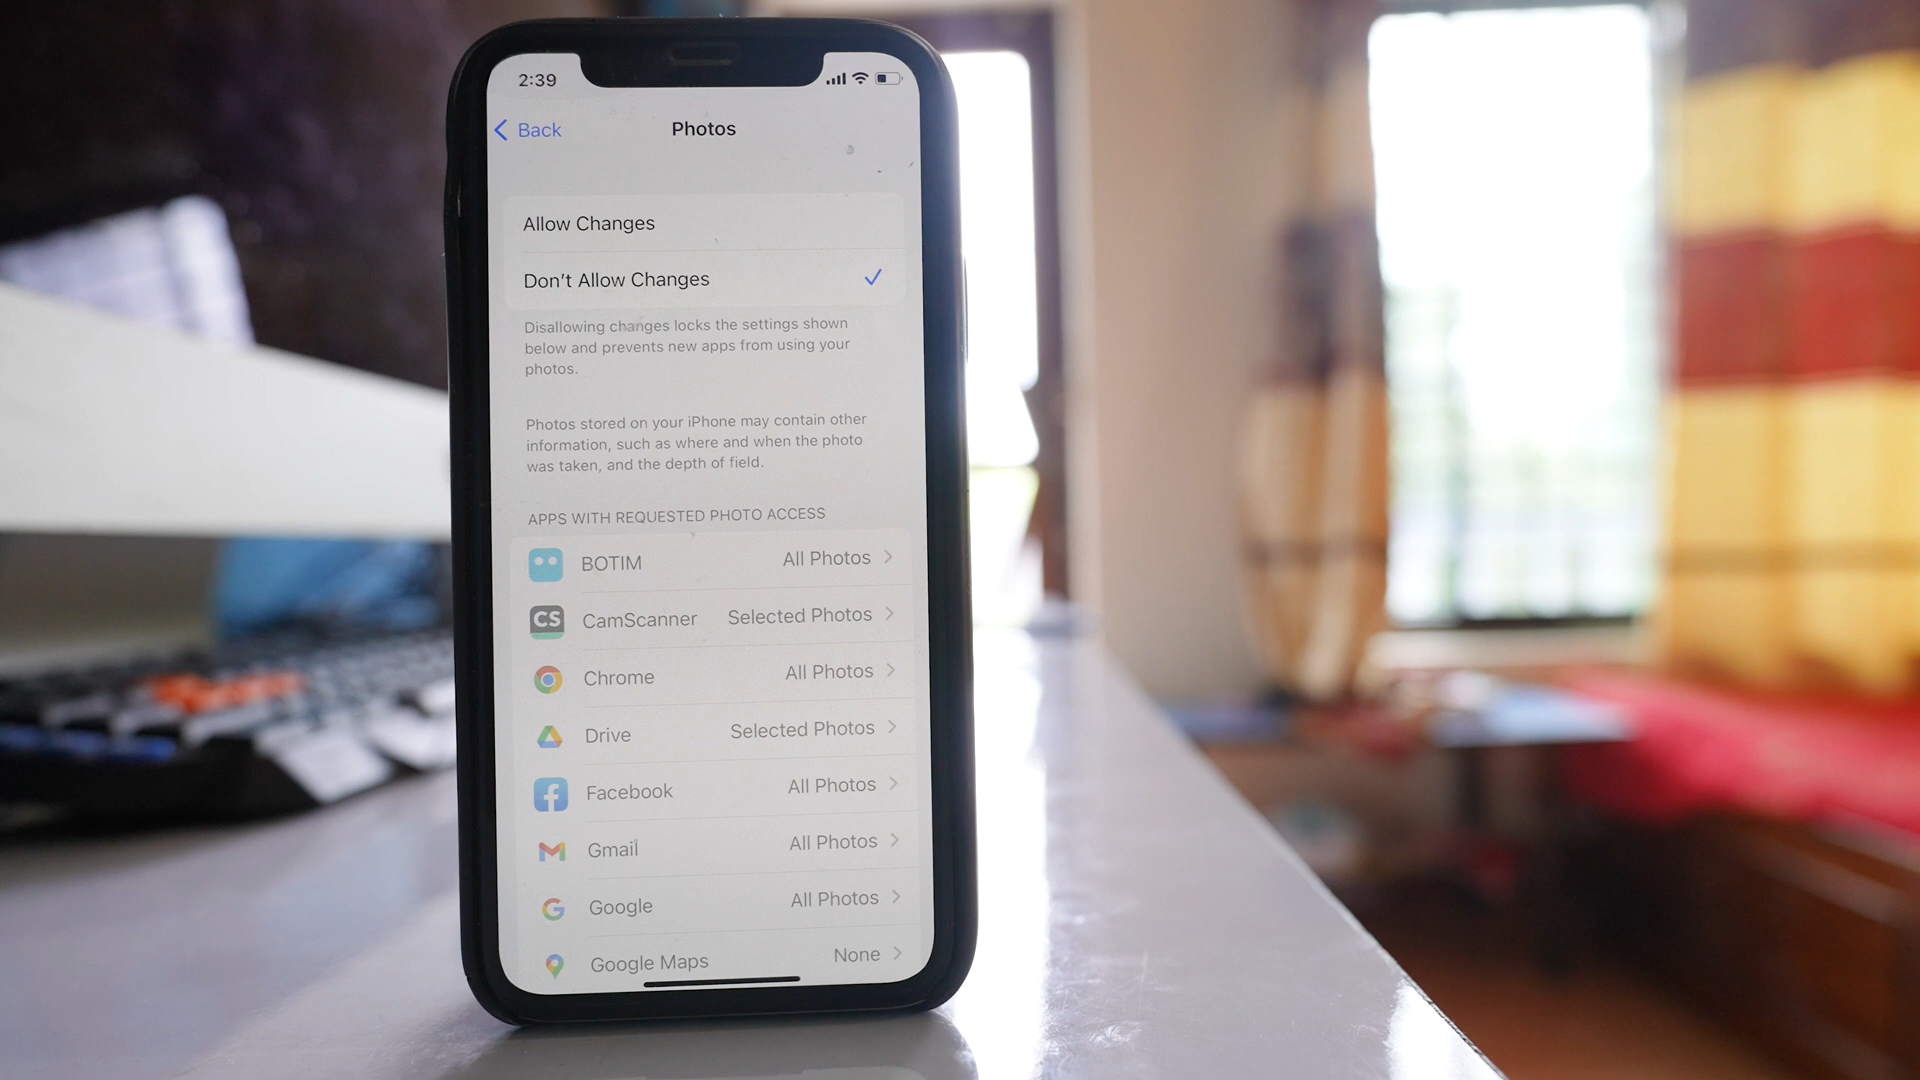 2:39
Back
Photos
Allow Changes
Don't Allow Changes
Disallowing changes locks the settings shown
below and prevents new apps from using your
photos.
Photos stored on your iPhone may contain other
information, such as where and when the photo
was taken, and the depth of field.
APPS WITH REQUESTED PHOTO ACCESS
BOTIM All Photos
CS CamScanner Selected Photos
Chrome All Photos
Drive Selected Photos
Facebook All Photos
Gmail All Photos
Google All Photos
Google Maps None